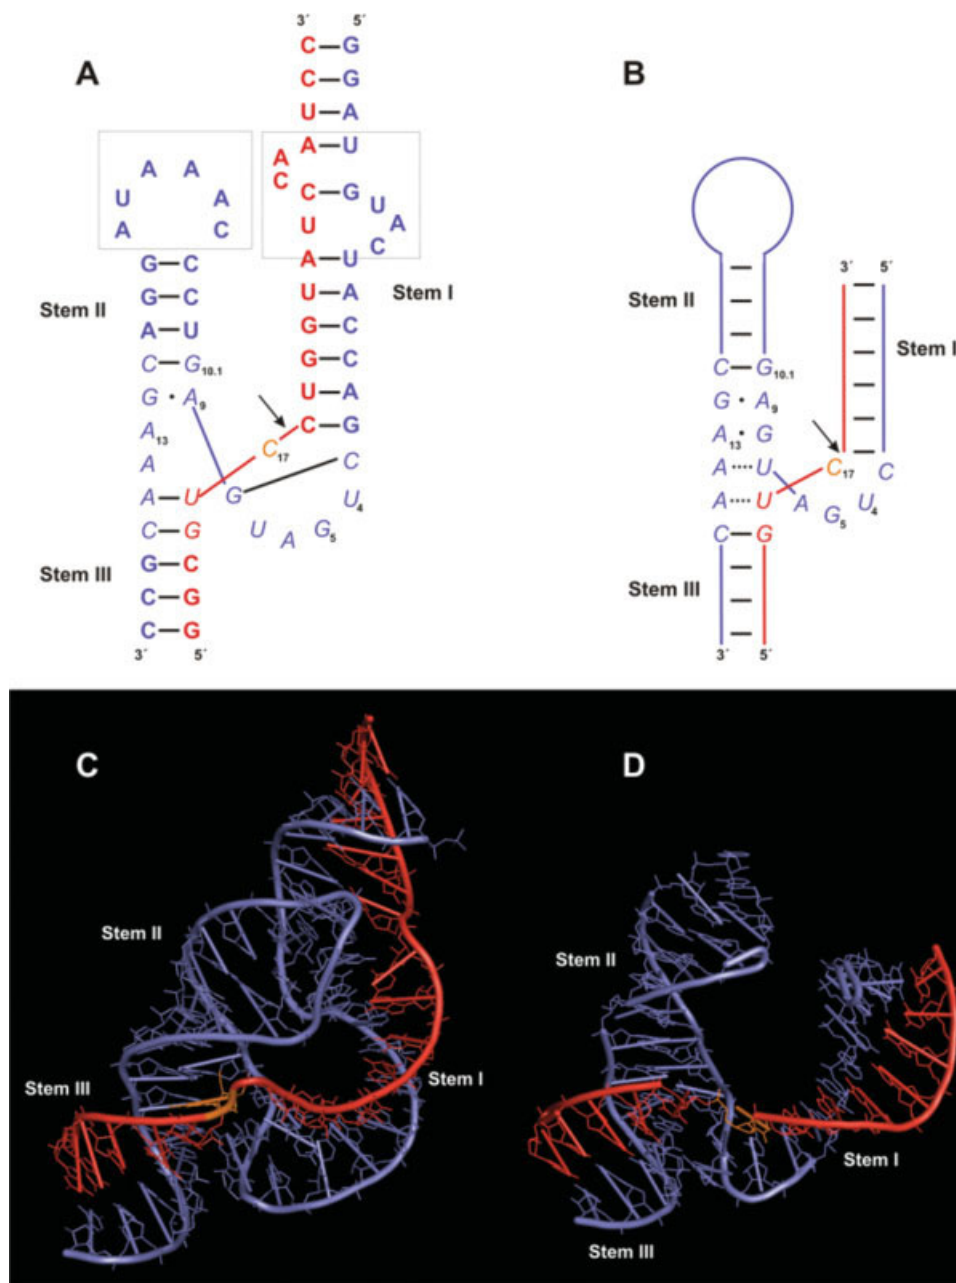 3´ 5´
C G
A C G B
U A
A U
A
A A
C C G
U A U
U A
A C C
G C A U
3´ 5´
Stem II G C U A Stem I
Stem II
A U G C
Stem I
C G10.1 G C C G10.1
G A9 U A G A9
A13 C G A13 G
C17
A C A U C17 C
A U G U4 A U A G5 U4
C G U A G5 C G
Stem III G C
Stem III
C G
C G
3´ 5´ 3´ 5´
C D
Stem II
Stem II
Stem III
Stem I
Stem I
Stem III